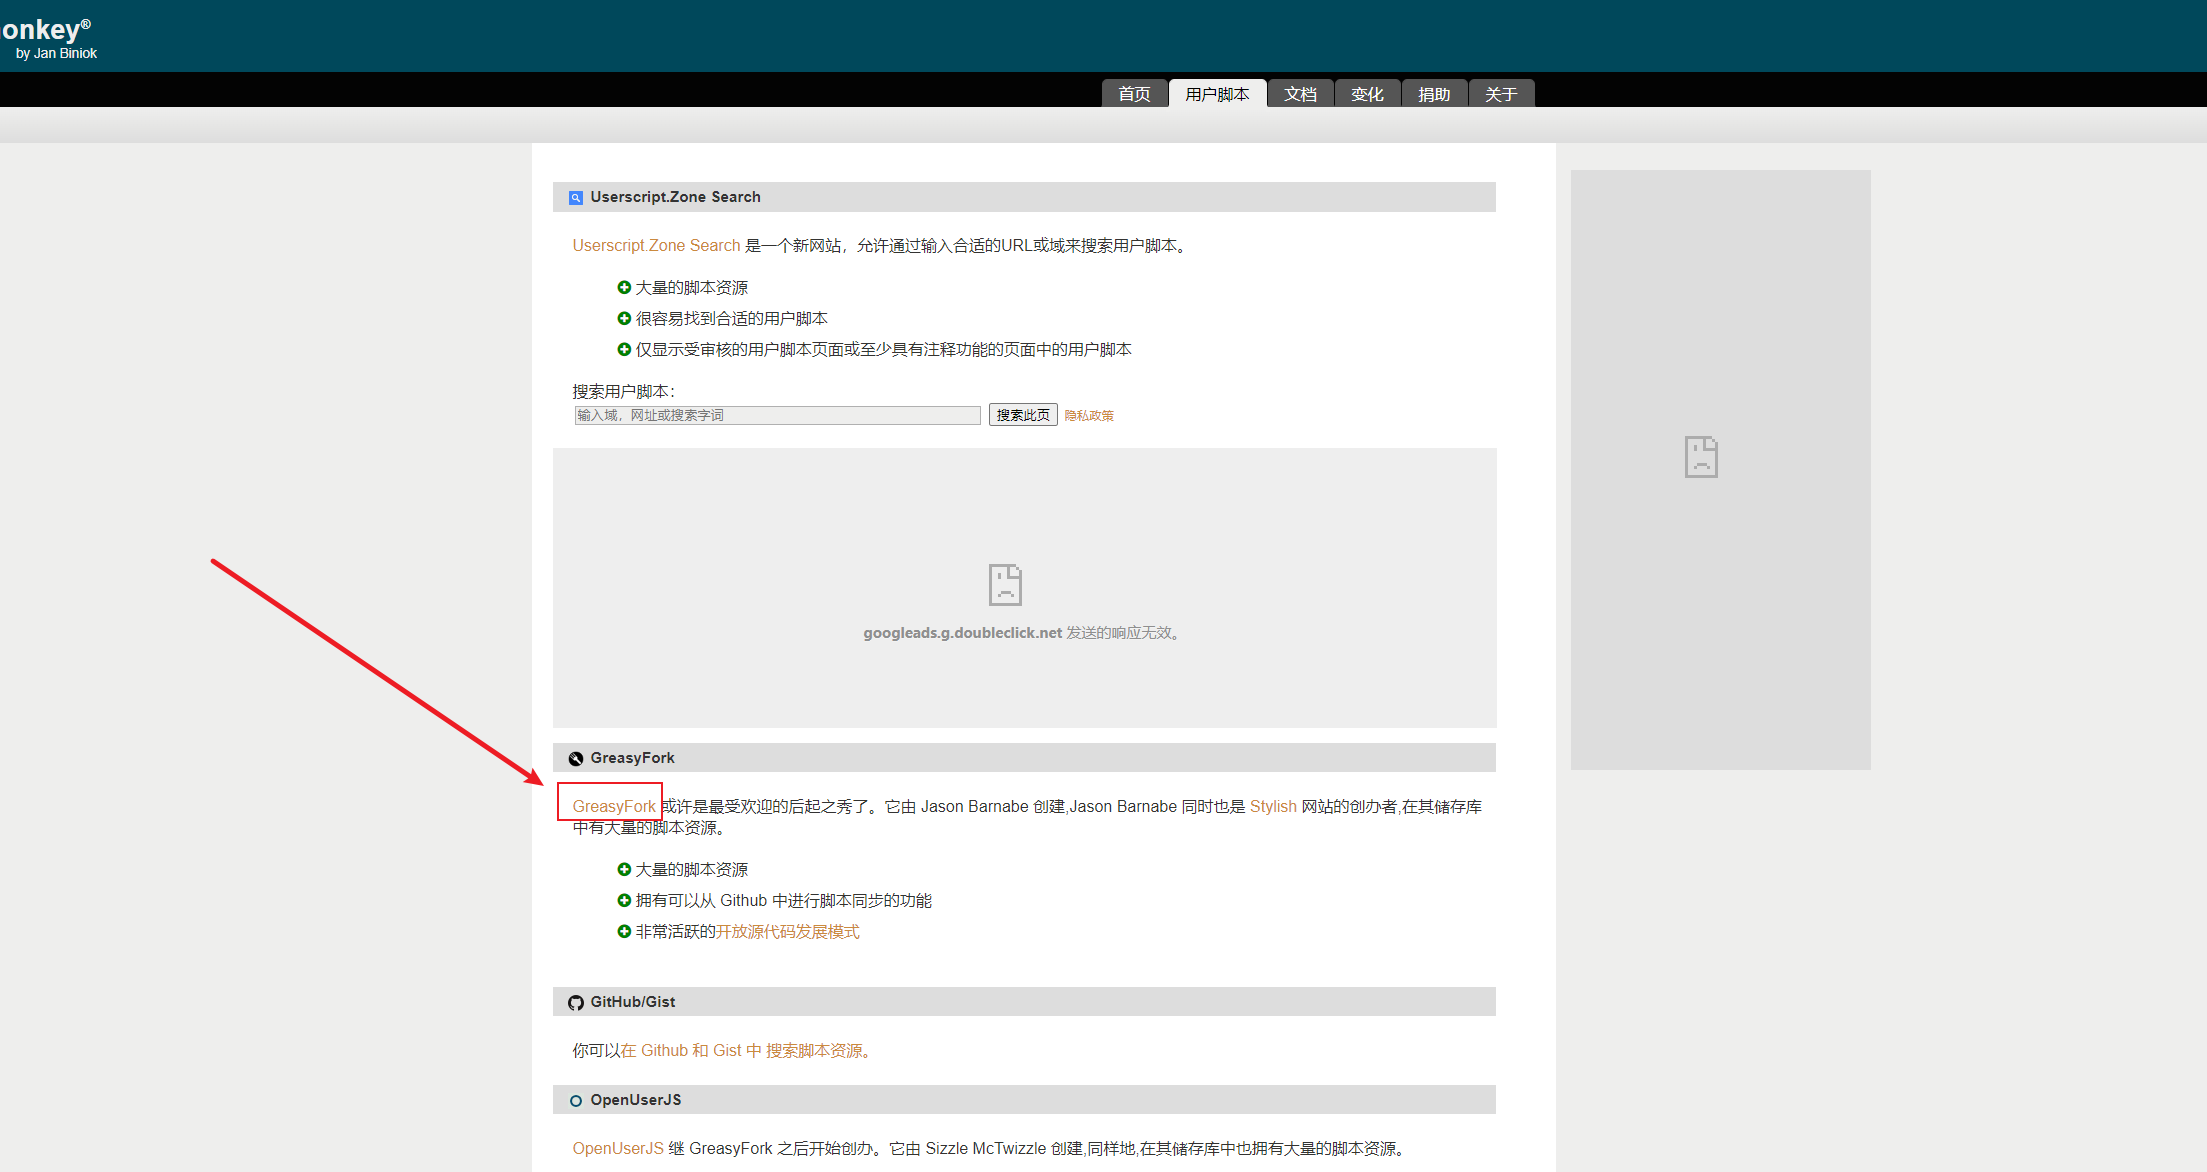 onkey®
by Jan Biniok
首页 用户脚本 文档 变化 捐助 关于
Userscript.Zone Search
Userscript.Zone Search 是一个新网站，允许通过输入合适的URL或域来搜索用户脚本。
大量的脚本资源
很容易找到合适的用户脚本
仅显示受审核的用户脚本页面或至少具有注释功能的页面中的用户脚本
搜索用户脚本：
输入域，网址或搜索字词 搜索此页 隐私政策
googleads.g.doubleclick.net 发送的响应无效。
GreasyFork
GreasyFork 或许是最受欢迎的后起之秀了。它由 Jason Barnabe 创建,Jason Barnabe 同时也是 Stylish 网站的创办者,在其储存库
中有大量的脚本资源。
大量的脚本资源
拥有可以从 Github 中进行脚本同步的功能
非常活跃的开放源代码发展模式
GitHub/Gist
你可以在 Github 和 Gist 中 搜索脚本资源。
OpenUserJS
OpenUserJS 继 GreasyFork 之后开始创办。它由 Sizzle McTwizzle 创建,同样地,在其储存库中也拥有大量的脚本资源。